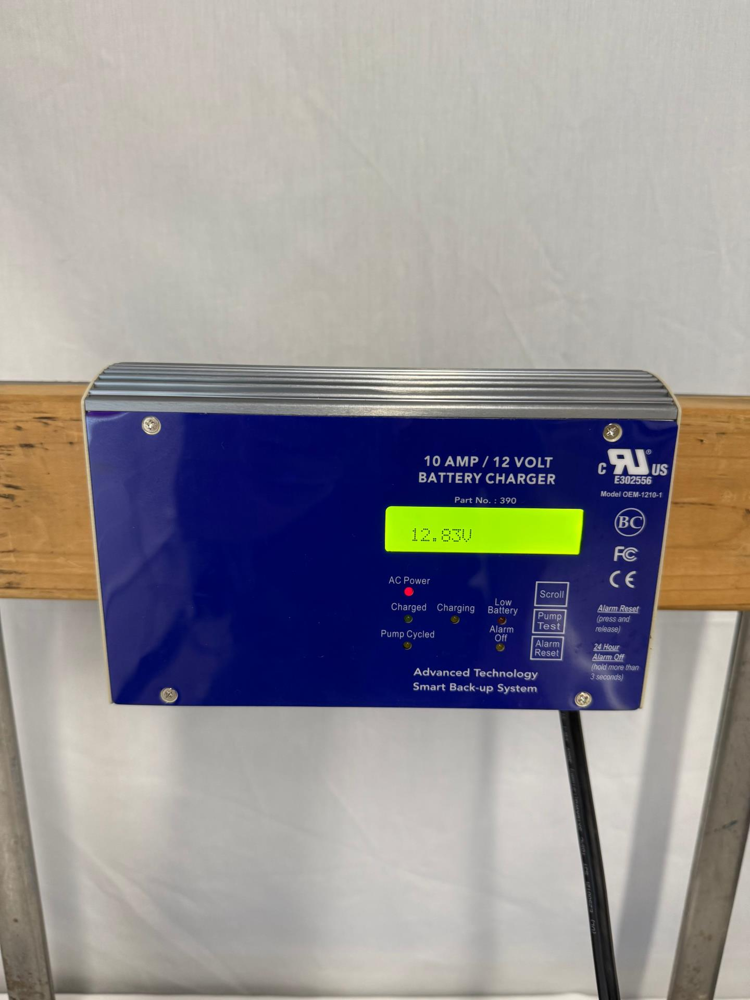 10 AMP / 12 VOLT
BATTERY CHARGER
Part No. : 390
12.83V
C RU® US
E302556
Model OEM-1210-1
BC
FC
CE
AC Power
Charged
Charging
Low
Battery
Pump Cycled
Alarm
Off
Scroll
Pump
Test
Alarm
Reset
Alarm Reset
(press and
release)
24 Hour
Alarm Off
(hold more than
3 seconds)
Advanced Technology
Smart Back-up System